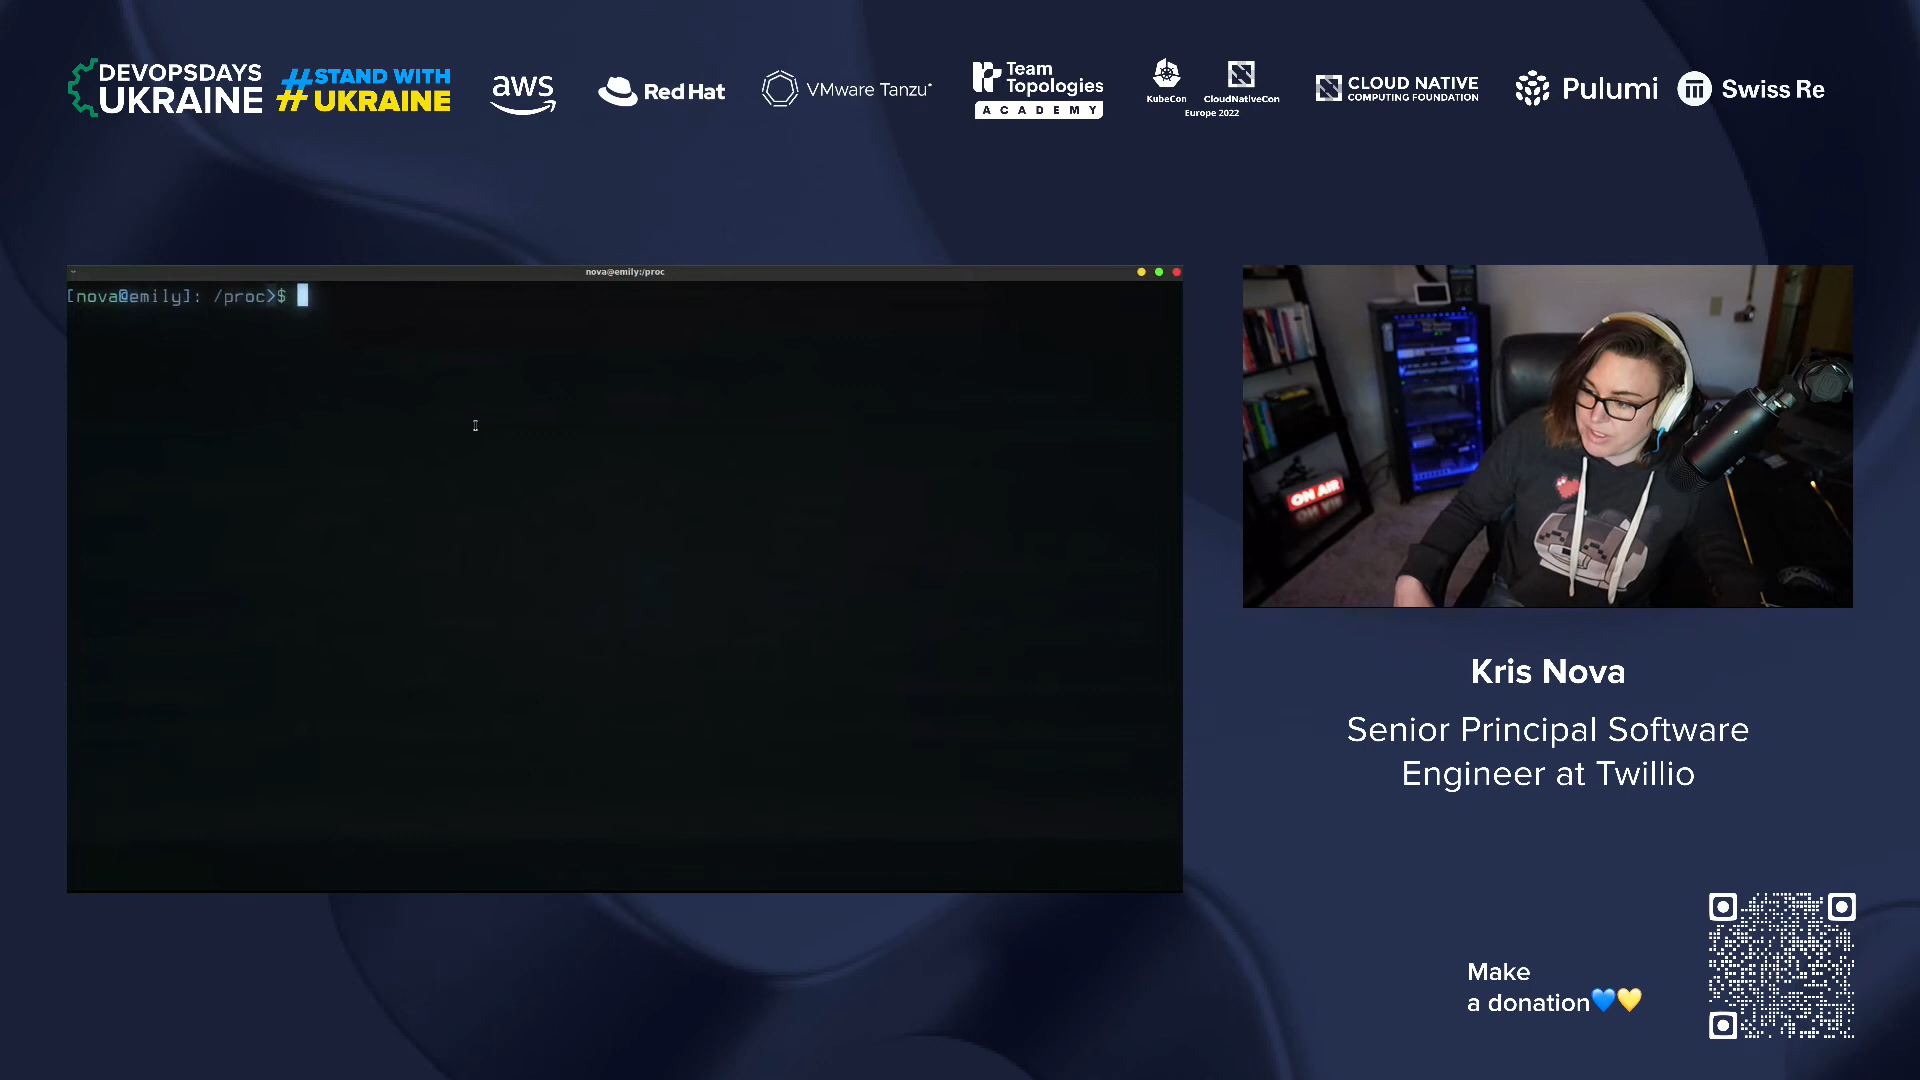 DEVOPSDAYS
UKRAINE
#STAND WITH
#UKRAINE
aws
Red Hat
VMware Tanzu
Team
Topologies
ACADEMY
KubeCon
CloudNativeCon
Europe 2022
CLOUD NATIVE
COMPUTING FOUNDATION
Pulumi
Swiss Re
nova@emily:/proc
[nova@emily]: /proc>$
ON AIR
Kris Nova
Senior Principal Software
Engineer at Twillio
Make
a donation💙💛